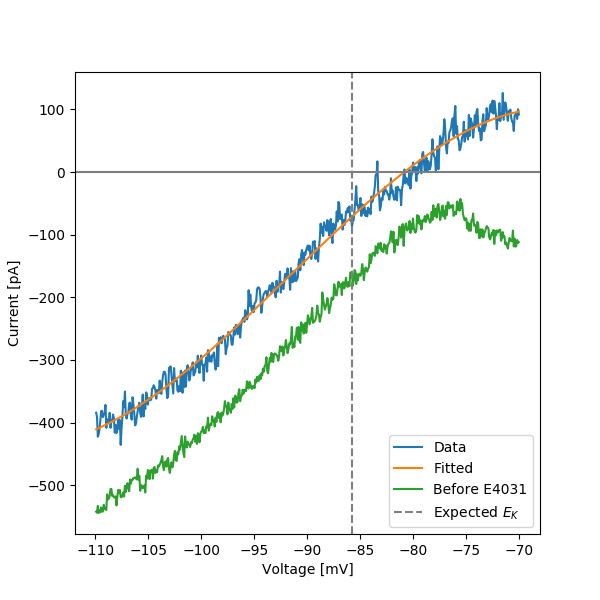 100
0
−100
−200
−300
−400
−500
Current [pA]
−110 −105 −100 −95 −90 −85 −80 −75 −70
Voltage [mV]
Data
Fitted
Before E4031
Expected E_K